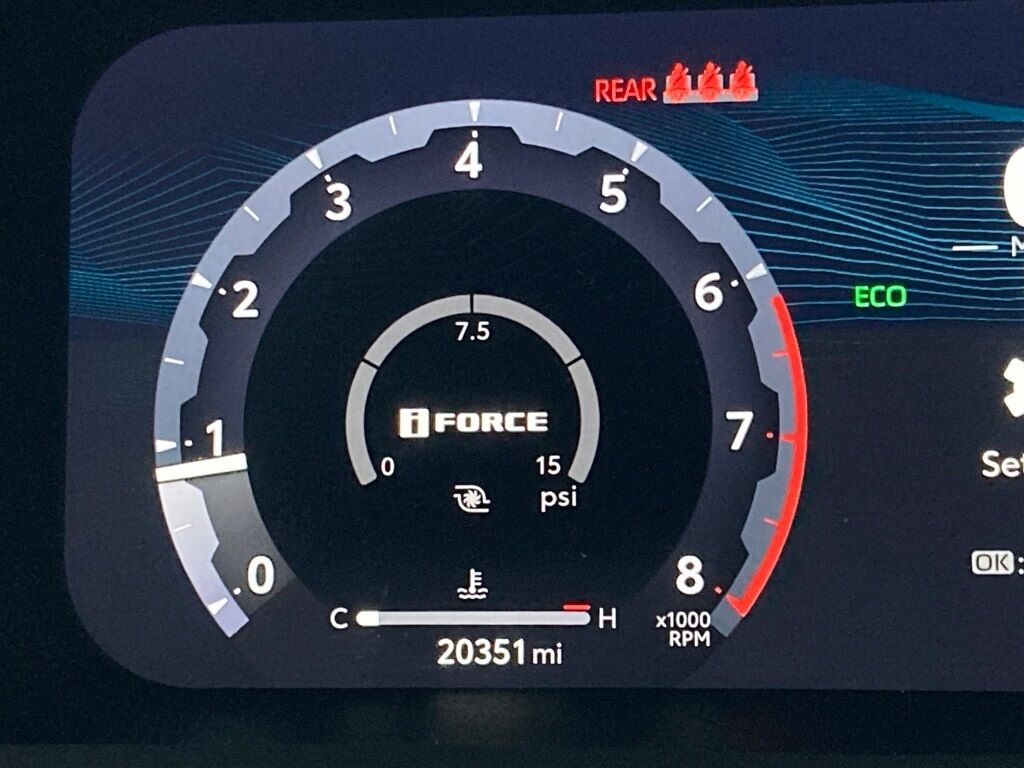 REAR
4
3
5
2
6
ECO
7.5
1
7
i FORCE
0
15
psi
Set
0
8
OK :
C
H
x1000
RPM
20351 mi